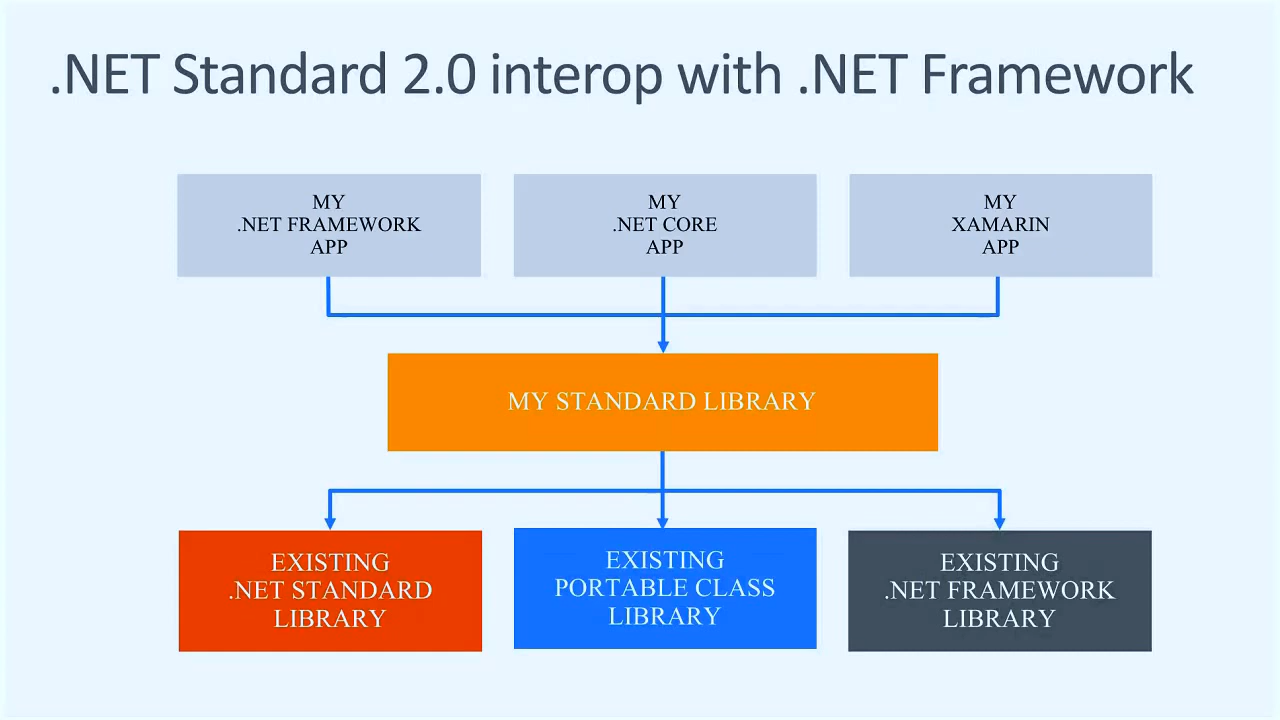 .NET Standard 2.0 interop with .NET Framework
MY
.NET FRAMEWORK
APP
MY
.NET CORE
APP
MY
XAMARIN
APP
MY STANDARD LIBRARY
EXISTING
.NET STANDARD
LIBRARY
EXISTING
PORTABLE CLASS
LIBRARY
EXISTING
.NET FRAMEWORK
LIBRARY